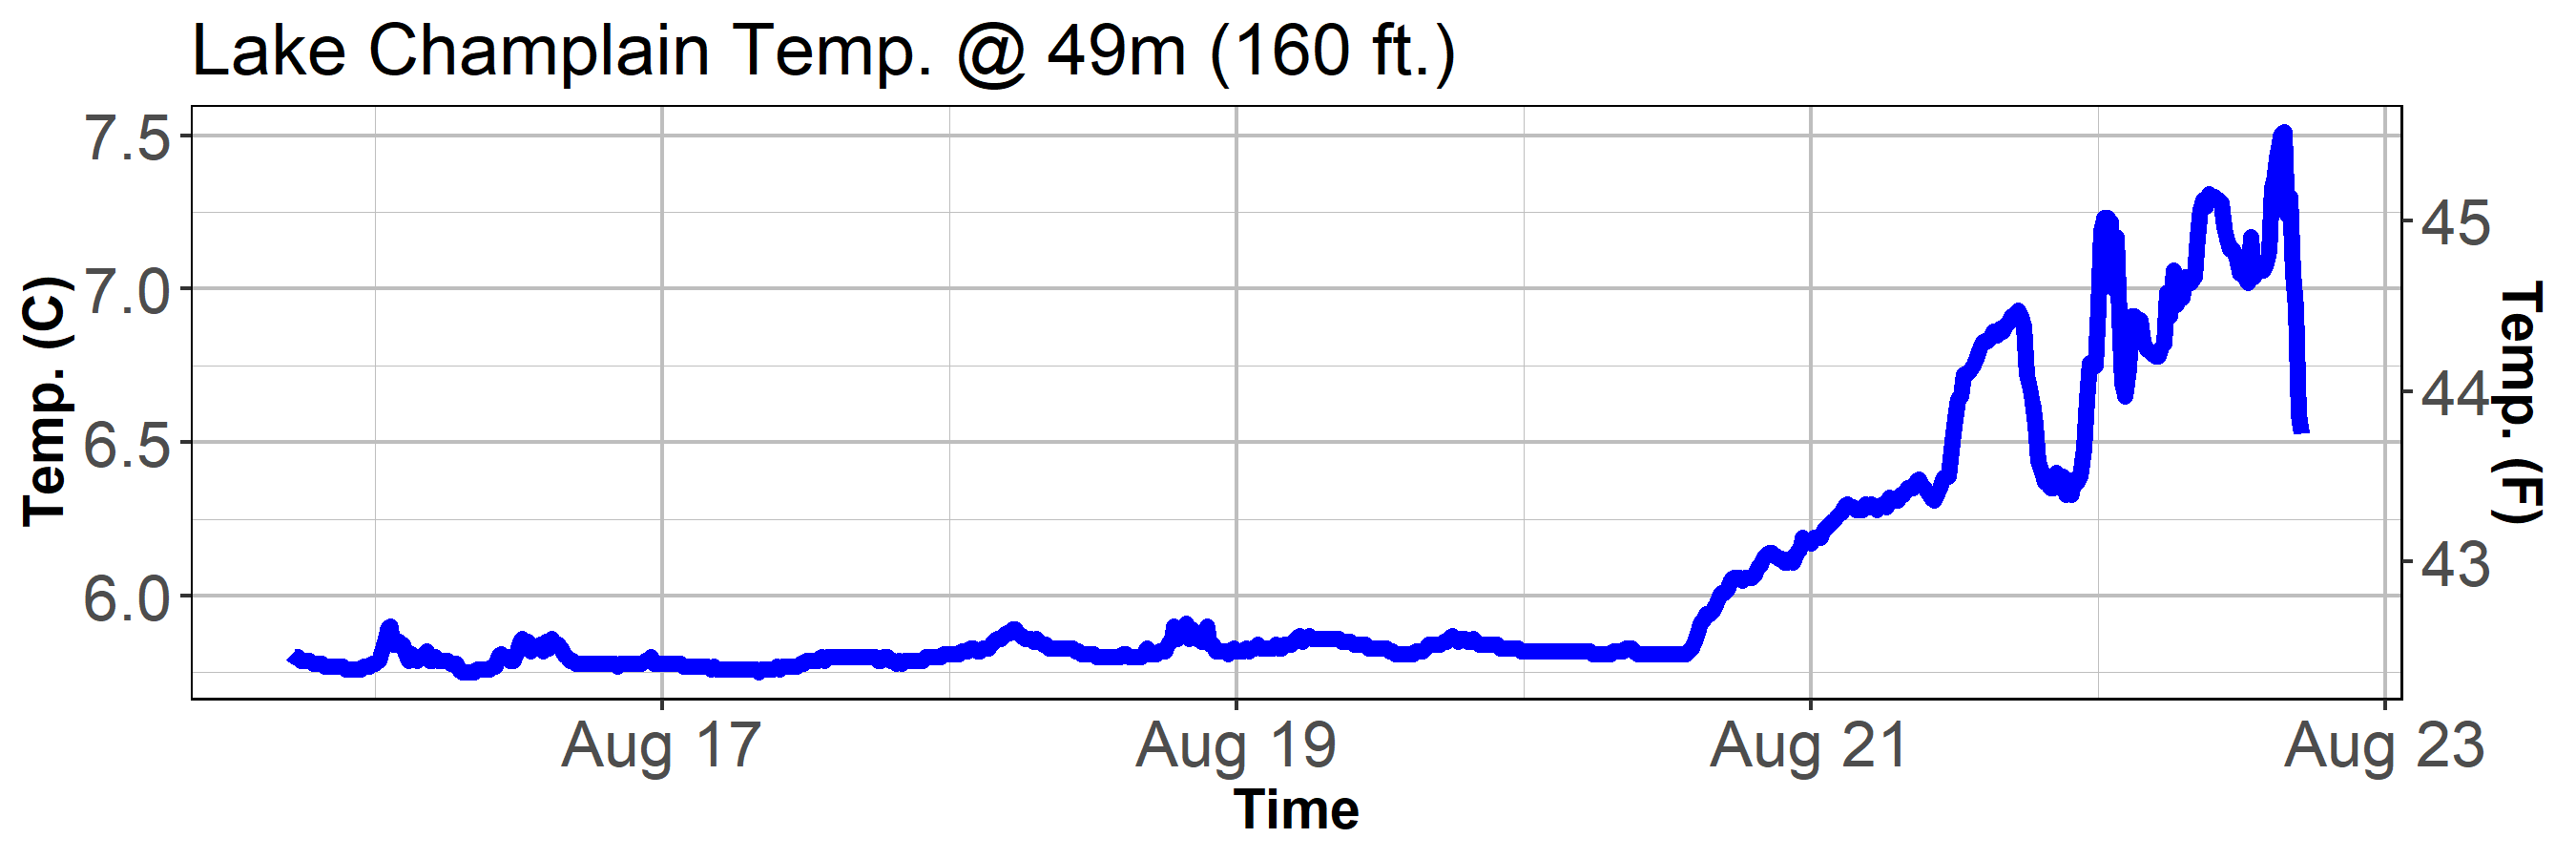 Lake Champlain Temp. @ 49m (160 ft.)
7.5
7.0
6.5
6.0
Temp. (C)
45
44
43
Temp. (F)
Aug 17 Aug 19 Aug 21 Aug 23
Time